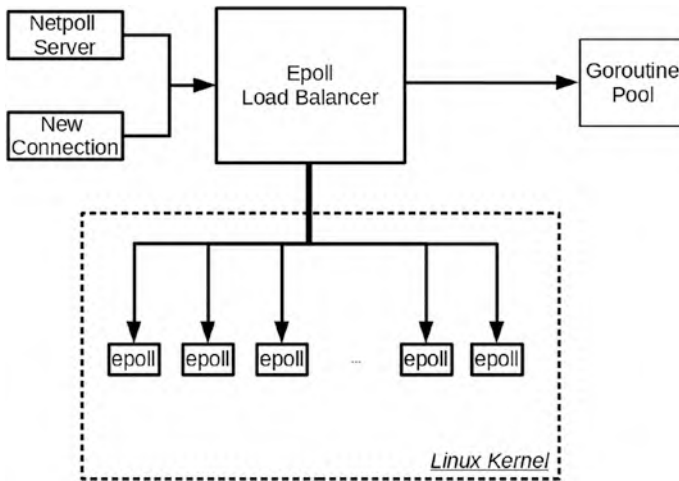 Netpoll
Server
New
Connection
Epoll
Load Balancer
Goroutine
Pool
epoll
epoll
epoll
...
epoll
epoll
Linux Kernel